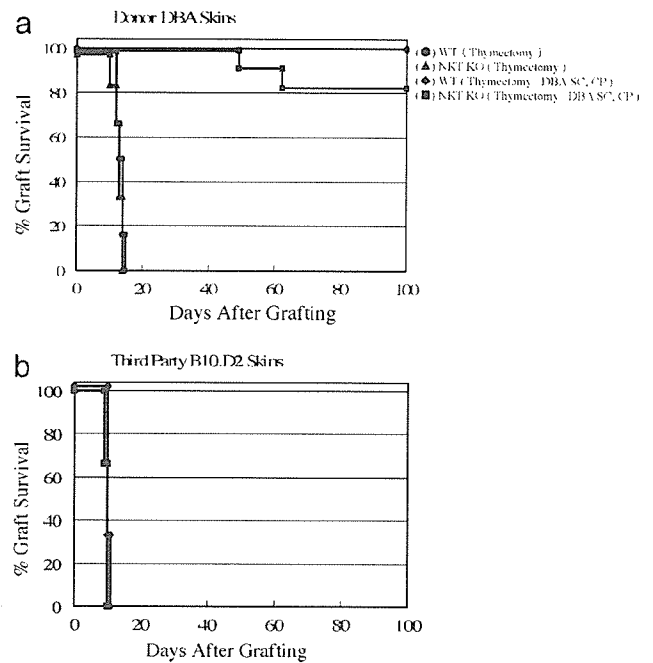 a
Donor DBA Skins
% Graft Survival
100
80
60
40
20
0
0 20 40 60 80 100
Days After Grafting
( ) WT ( Thymectomy )
( ) NKT KO ( Thymectomy )
( ) WT ( Thymectomy DBA SC, CP )
( ) NKT KO ( Thymectomy DBA SC, CP )
b
Third Party B10.D2 Skins
% Graft Survival
100
80
60
40
20
0
0 20 40 60 80 100
Days After Grafting